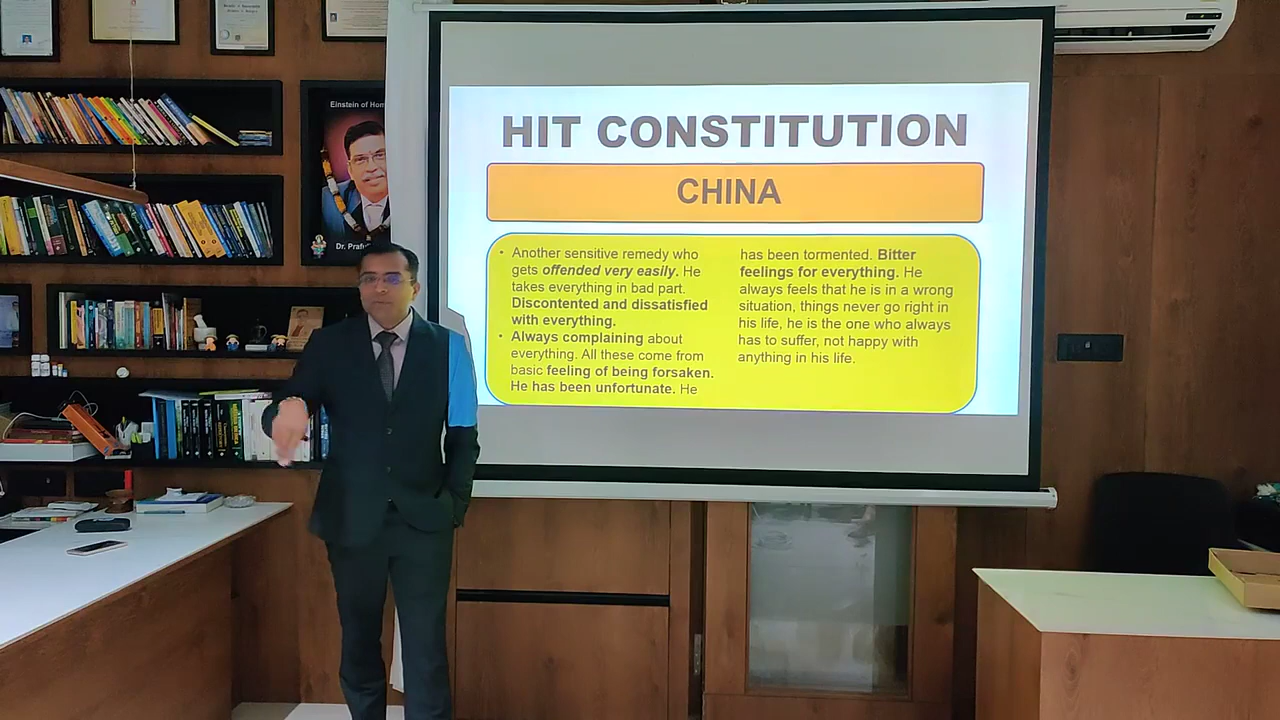 Einstein of Hom
Dr. Praful
HIT CONSTITUTION
CHINA
• Another sensitive remedy who
gets offended very easily. He
takes everything in bad part.
Discontented and dissatisfied
with everything.
• Always complaining about
everything. All these come from
basic feeling of being forsaken.
He has been unfortunate. He
has been tormented. Bitter
feelings for everything. He
always feels that he is in a wrong
situation, things never go right in
his life, he is the one who always
has to suffer, not happy with
anything in his life.